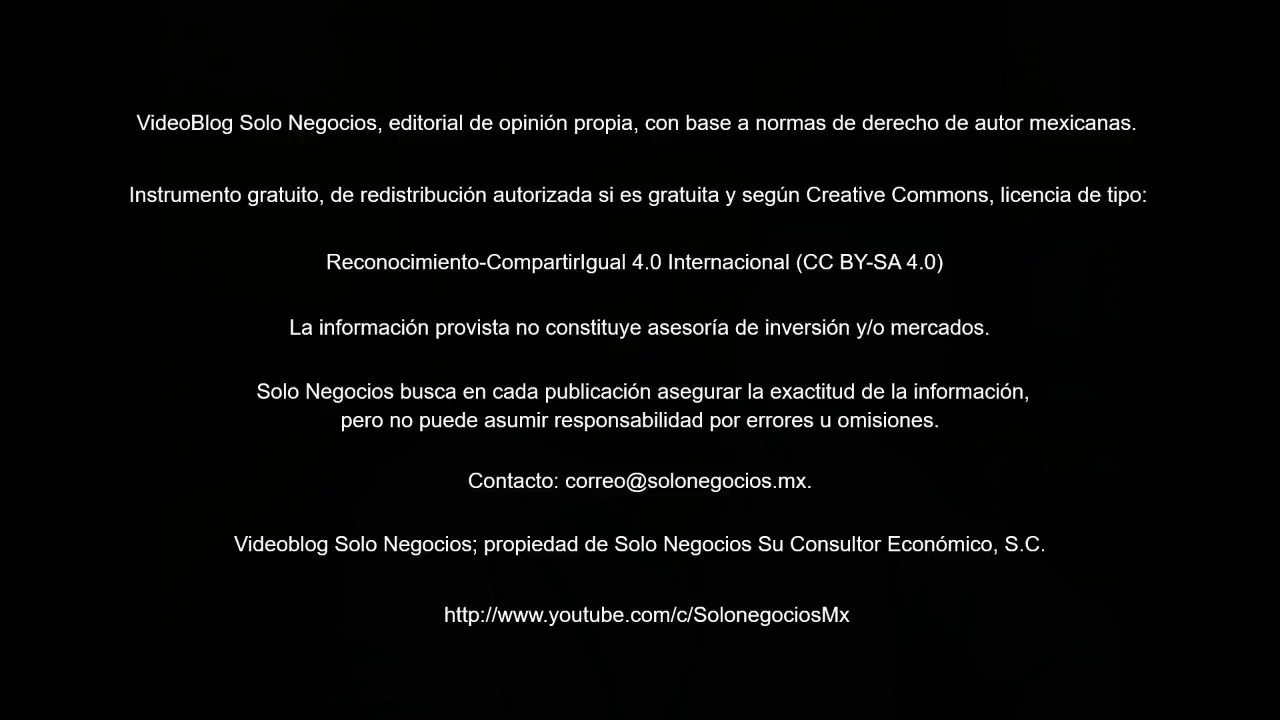 VideoBlog Solo Negocios, editorial de opinión propia, con base a normas de derecho de autor mexicanas.
Instrumento gratuito, de redistribución autorizada si es gratuita y según Creative Commons, licencia de tipo:
Reconocimiento-CompartirIgual 4.0 Internacional (CC BY-SA 4.0)
La información provista no constituye asesoría de inversión y/o mercados.
Solo Negocios busca en cada publicación asegurar la exactitud de la información,
pero no puede asumir responsabilidad por errores u omisiones.
Contacto: correo@solonegocios.mx.
Videoblog Solo Negocios; propiedad de Solo Negocios Su Consultor Económico, S.C.
http://www.youtube.com/c/SolonegociosMx